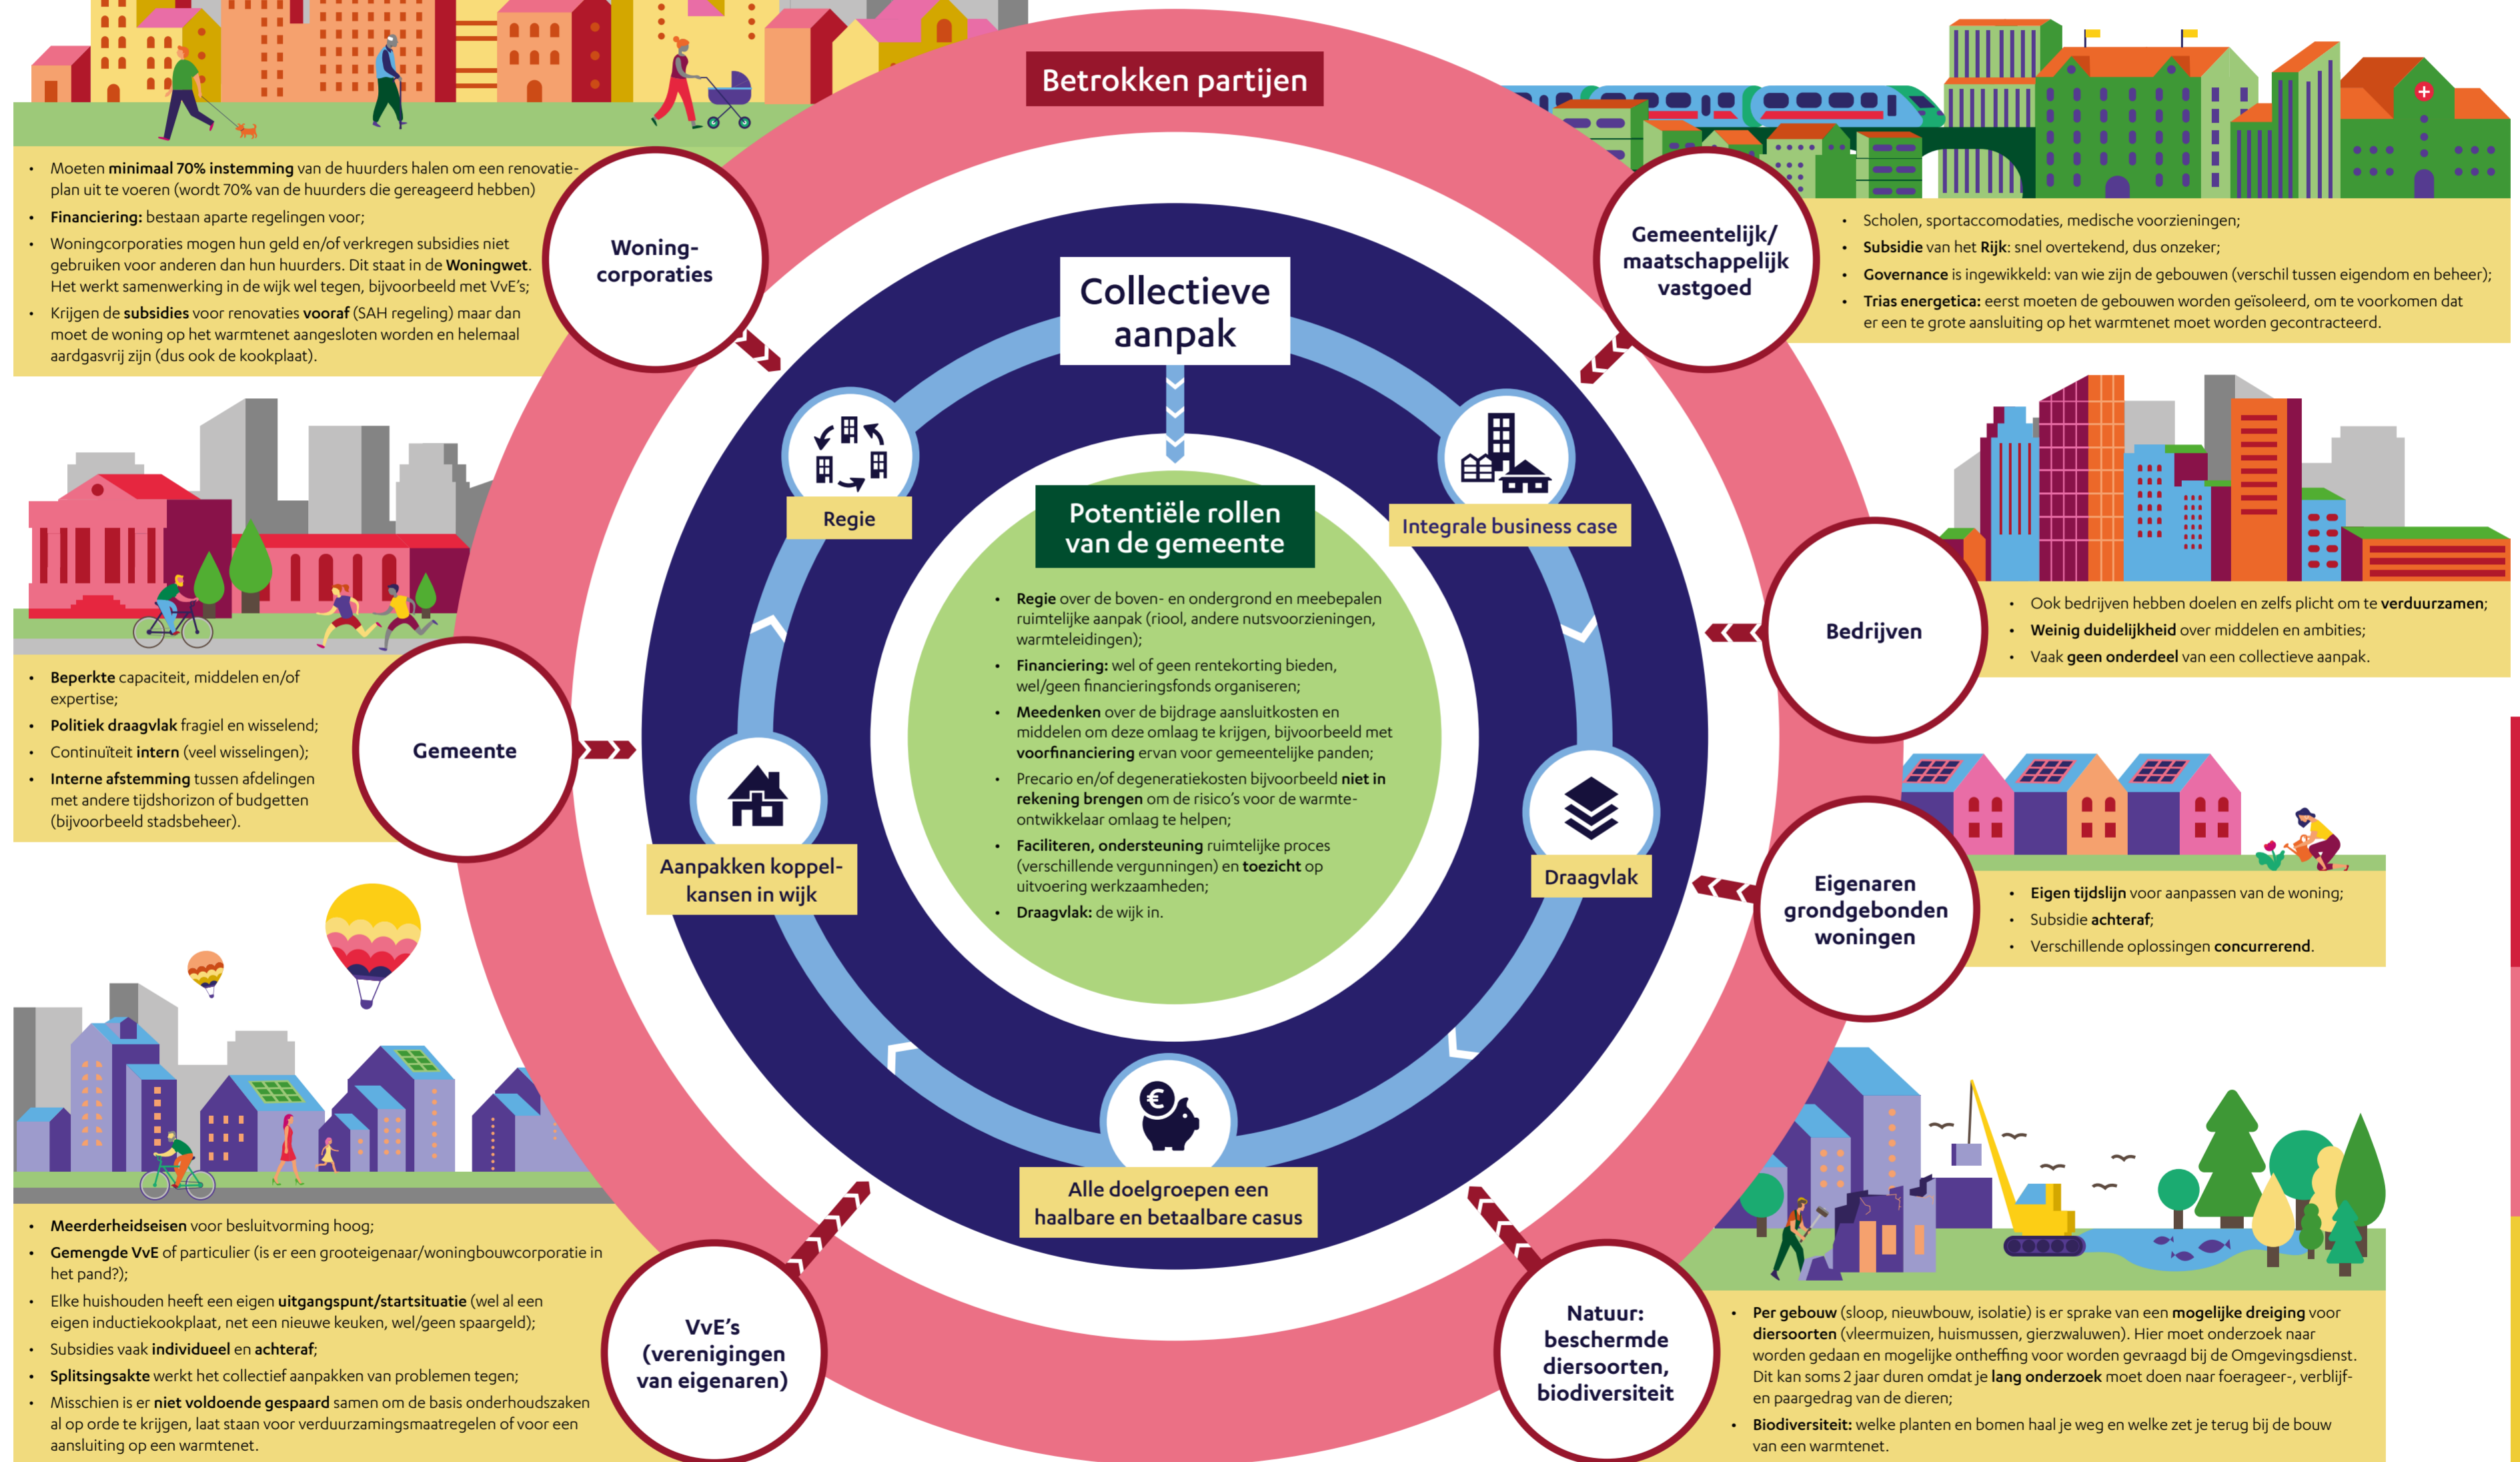 Betrokken partijen
• Moeten minimaal 70% instemming van de huurders halen om een renovatie-
plan uit te voeren (wordt 70% van de huurders die gereageerd hebben)
• Financiering: bestaan aparte regelingen voor;
• Woningcorporaties mogen hun geld en/of verkregen subsidies niet
gebruiken voor anderen dan hun huurders. Dit staat in de Woningwet.
Het werkt samenwerking in de wijk wel tegen, bijvoorbeeld met VvE's;
• Krijgen de subsidies voor renovaties vooraf (SAH regeling) maar dan
moet de woning op het warmtenet aangesloten worden en helemaal
aardgasvrij zijn (dus ook de kookplaat).
Woning-
corporaties
Gemeentelijk/
maatschappelijk
vastgoed
• Scholen, sportaccomodaties, medische voorzieningen;
• Subsidie van het Rijk: snel overtekend, dus onzeker;
• Governance is ingewikkeld: van wie zijn de gebouwen (verschil tussen eigendom en beheer);
• Trias energetica: eerst moeten de gebouwen worden geïsoleerd, om te voorkomen dat
er een te grote aansluiting op het warmtenet moet worden gecontracteerd.
Collectieve
aanpak
Regie
Integrale business case
Potentiële rollen
van de gemeente
• Regie over de boven- en ondergrond en meebepalen
ruimtelijke aanpak (riool, andere nutsvoorzieningen,
warmteleidingen);
• Financiering: wel of geen rentekorting bieden,
wel/geen financieringsfonds organiseren;
• Meedenken over de bijdrage aansluitkosten en
middelen om deze omlaag te krijgen, bijvoorbeeld met
voorfinanciering ervan voor gemeentelijke panden;
• Precario en/of degeneratiekosten bijvoorbeeld niet in
rekening brengen om de risico's voor de warmte-
ontwikkelaar omlaag te helpen;
• Faciliteren, ondersteuning ruimtelijke proces
(verschillende vergunningen) en toezicht op
uitvoering werkzaamheden;
• Draagvlak: de wijk in.
Bedrijven
• Ook bedrijven hebben doelen en zelfs plicht om te verduurzamen;
• Weinig duidelijkheid over middelen en ambities;
• Vaak geen onderdeel van een collectieve aanpak.
• Beperkte capaciteit, middelen en/of
expertise;
• Politiek draagvlak fragiel en wisselend;
• Continuïteit intern (veel wisselingen);
• Interne afstemming tussen afdelingen
met andere tijdshorizon of budgetten
(bijvoorbeeld stadsbeheer).
Gemeente
Aanpakken koppel-
kansen in wijk
Draagvlak
Eigenaren
grondgebonden
woningen
• Eigen tijdslijn voor aanpassen van de woning;
• Subsidie achteraf;
• Verschillende oplossingen concurrerend.
€
Alle doelgroepen een
haalbare en betaalbare casus
• Meerderheidseisen voor besluitvorming hoog;
• Gemengde VvE of particulier (is er een grooteigenaar/woningbouwcorporatie in
het pand?);
• Elke huishouden heeft een eigen uitgangspunt/startsituatie (wel al een
eigen inductiekookplaat, net een nieuwe keuken, wel/geen spaargeld);
• Subsidies vaak individueel en achteraf;
• Splitsingsakte werkt het collectief aanpakken van problemen tegen;
• Misschien is er niet voldoende gespaard samen om de basis onderhoudszaken
al op orde te krijgen, laat staan voor verduurzamingsmaatregelen of voor een
aansluiting op een warmtenet.
VvE's
(verenigingen
van eigenaren)
Natuur:
beschermde
diersoorten,
biodiversiteit
• Per gebouw (sloop, nieuwbouw, isolatie) is er sprake van een mogelijke dreiging voor
diersoorten (vleermuizen, huismussen, gierzwaluwen). Hier moet onderzoek naar
worden gedaan en mogelijke ontheffing voor worden gevraagd bij de Omgevingsdienst.
Dit kan soms 2 jaar duren omdat je lang onderzoek moet doen naar foerageer-, verblijf-
en paargedrag van de dieren;
• Biodiversiteit: welke planten en bomen haal je weg en welke zet je terug bij de bouw
van een warmtenet.